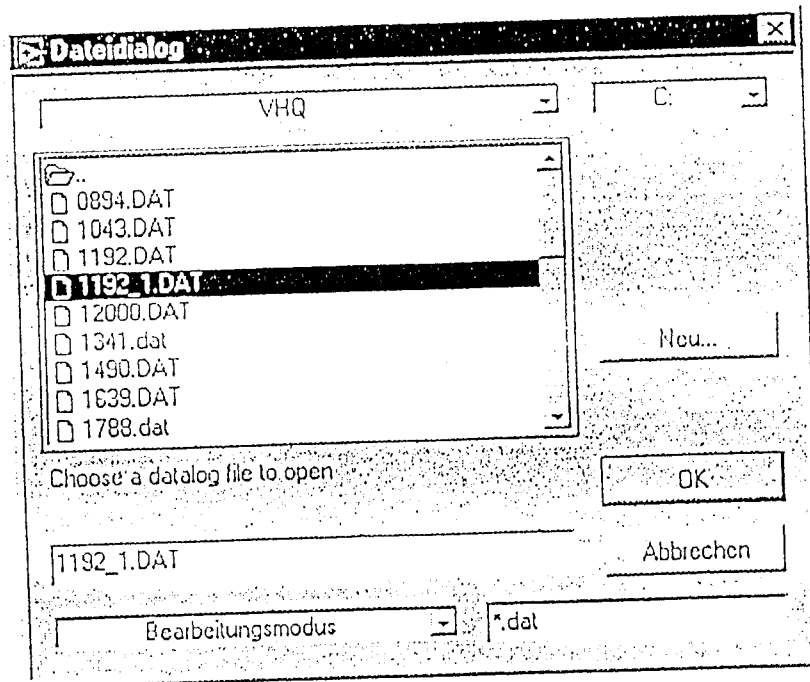 Dateidialog
VHQ
C:
..
0894.DAT
1043.DAT
1192.DAT
1192_1.DAT
12000.DAT
1341.dat
1490.DAT
1639.DAT
1788.dat
Neu...
Choose a datalog file to open
OK
1192_1.DAT
Abbrechen
Bearbeitungsmodus
*.dat